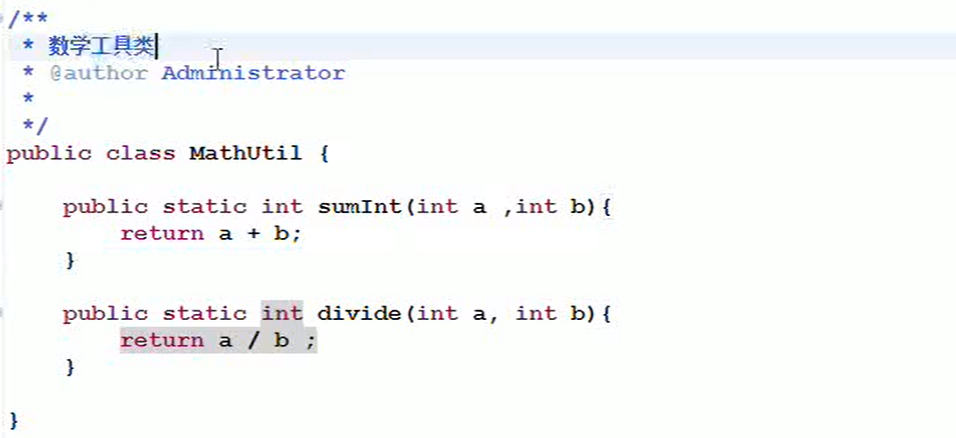 /**
 * 数学工具类
 * @author Administrator
 *
 */
public class MathUtil {
    public static int sumInt(int a ,int b){
        return a + b;
    }
    public static int divide(int a, int b){
        return a / b ;
    }
}